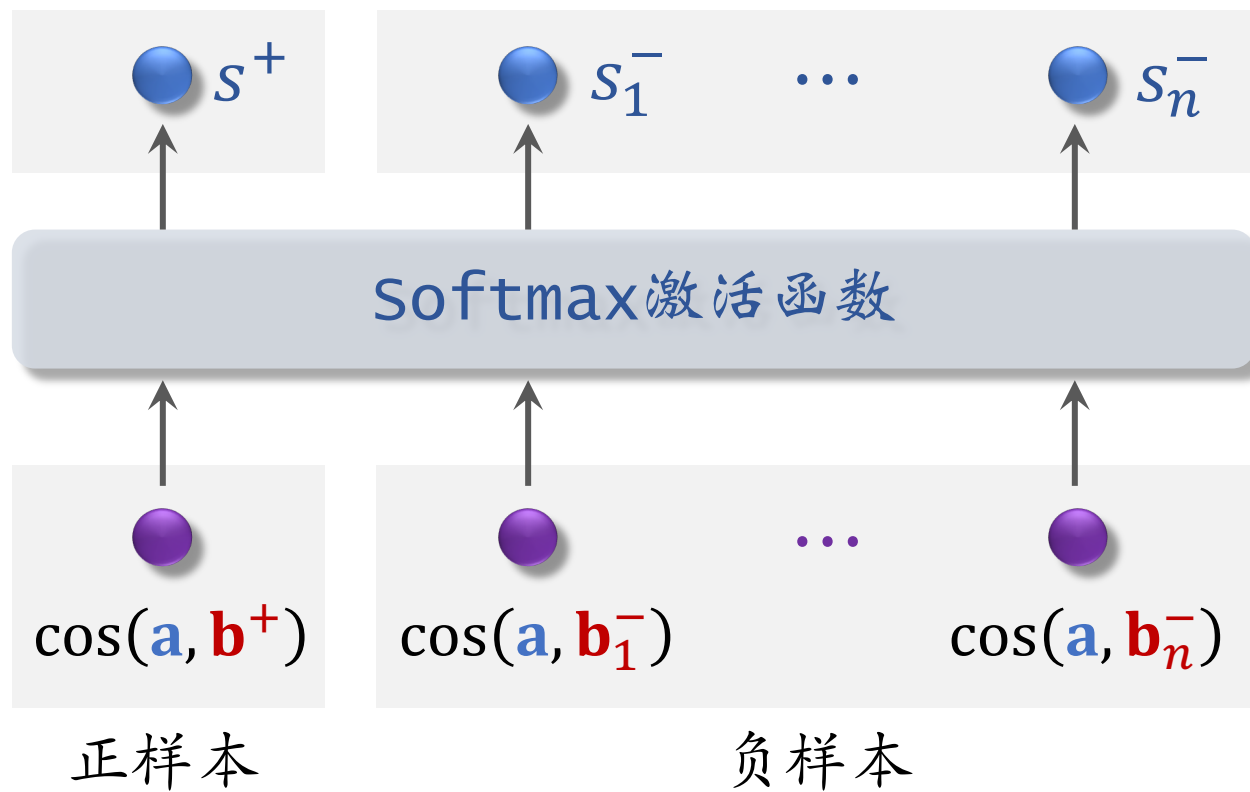 s⁺ s₁⁻ ⋯ sₙ⁻
Softmax激活函数
⋯
cos(a, b⁺) cos(a, b₁⁻) cos(a, bₙ⁻)
正样本 负样本